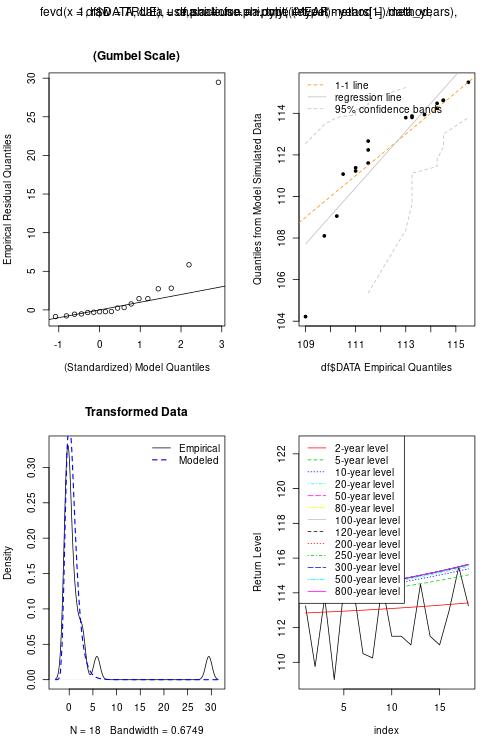 (Gumbel Scale)
Empirical Residual Quantiles
0
5
10
15
20
25
30
-1
0
1
2
3
(Standardized) Model Quantiles
1-1 line
regression line
95% confidence bands
Quantiles from Model Simulated Data
104
106
108
110
112
114
109
111
113
115
df$DATA Empirical Quantiles
Transformed Data
Empirical
Modeled
Density
0.00
0.05
0.10
0.15
0.20
0.30
0
5
10
15
20
25
30
N = 18 Bandwidth = 0.6749
2-year level
5-year level
10-year level
20-year level
50-year level
80-year level
100-year level
120-year level
200-year level
250-year level
300-year level
500-year level
800-year level
Return Level
110
112
114
116
118
122
5
10
15
index